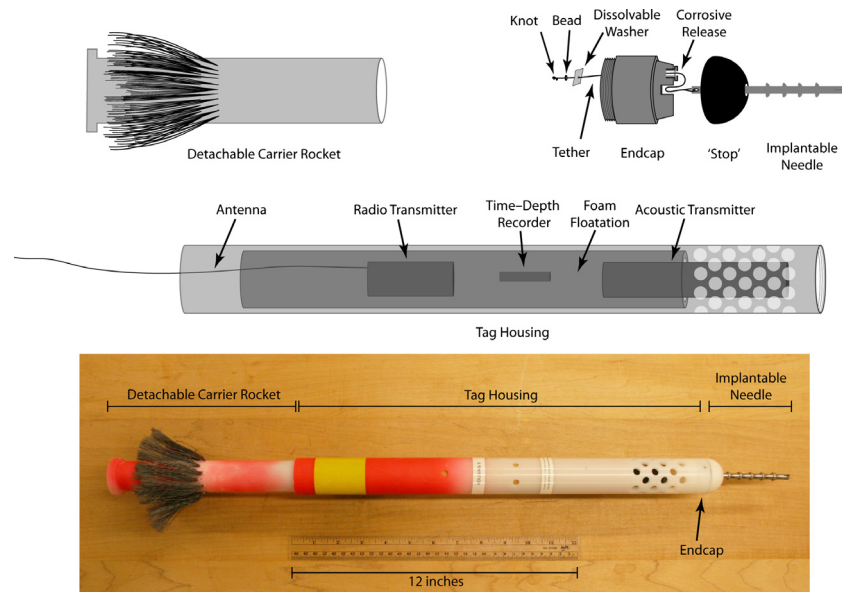 Knot
Bead
Dissolvable
Washer
Corrosive
Release
Tether
Endcap
'Stop'
Implantable
Needle
Detachable Carrier Rocket
Antenna
Radio Transmitter
Time–Depth
Recorder
Foam
Floatation
Acoustic Transmitter
Tag Housing
Detachable Carrier Rocket
Tag Housing
Implantable
Needle
Endcap
12 inches